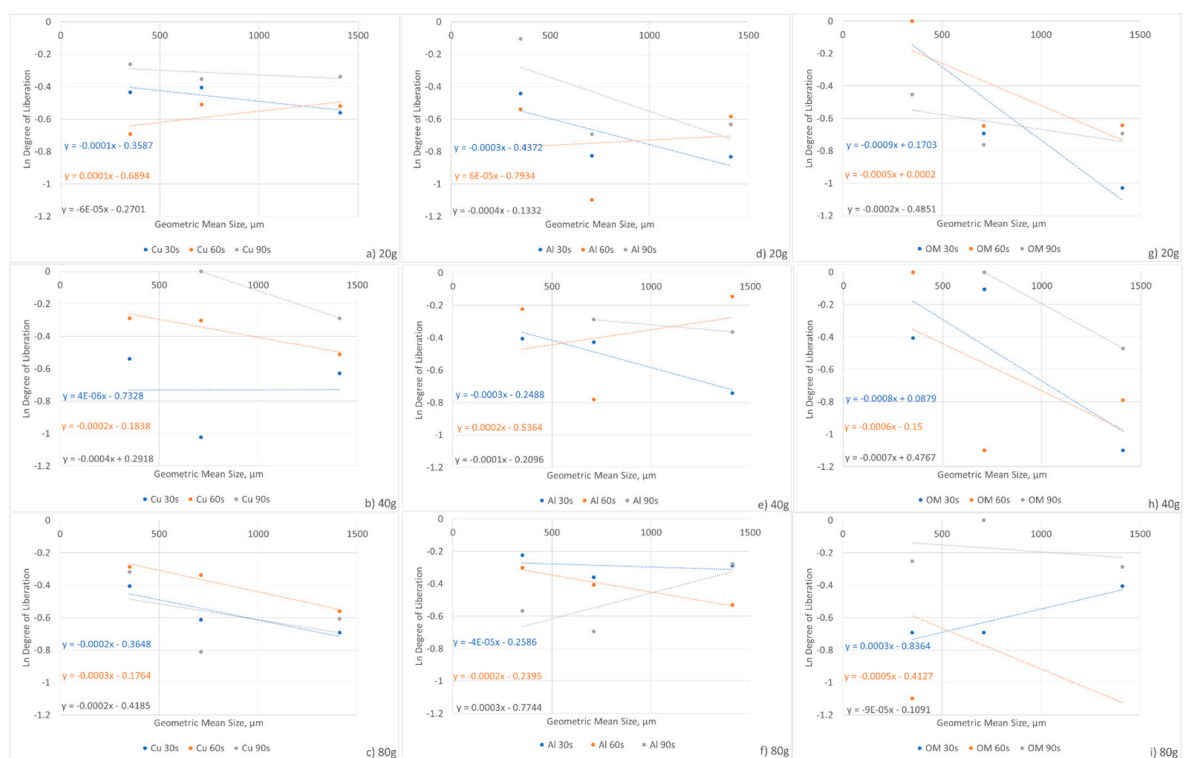 0 500 1000 1500
0
-0.2
-0.4
-0.6
-0.8
-1
-1.2
Ln Degree of Liberation
y = -0.0001x - 0.3587
y = 0.0001x - 0.6894
y = -6E-05x - 0.2701
Geometric Mean Size, µm
Cu 30s Cu 60s Cu 90s
a) 20g
0 500 1000 1500
0
-0.2
-0.4
-0.6
-0.8
-1
-1.2
Ln Degree of Liberation
y = -0.0003x - 0.4372
y = 6E-05x - 0.7934
y = -0.0004x - 0.1332
Geometric Mean Size, µm
Al 30s Al 60s Al 90s
d) 20g
0 500 1000 1500
0
-0.2
-0.4
-0.6
-0.8
-1
-1.2
Ln Degree of Liberation
y = -0.0009x + 0.1703
y = -0.0005x + 0.0002
y = -0.0002x - 0.4851
Geometric Mean Size, µm
OM 30s OM 60s OM 90s
g) 20g
0 500 1000 1500
0
-0.2
-0.4
-0.6
-0.8
-1
-1.2
Ln Degree of Liberation
y = 4E-06x - 0.7328
y = -0.0002x - 0.1838
y = -0.0004x + 0.2918
Geometric Mean Size, µm
Cu 30s Cu 60s Cu 90s
b) 40g
0 500 1000 1500
0
-0.2
-0.4
-0.6
-0.8
-1
-1.2
Ln Degree of Liberation
y = -0.0003x - 0.2488
y = 0.0002x - 0.5364
y = -0.0001x - 0.2096
Geometric Mean Size, µm
Al 30s Al 60s Al 90s
e) 40g
0 500 1000 1500
0
-0.2
-0.4
-0.6
-0.8
-1
-1.2
Ln Degree of Liberation
y = -0.0008x + 0.0879
y = -0.0006x - 0.15
y = -0.0007x + 0.4767
Geometric Mean Size, µm
OM 30s OM 60s OM 90s
h) 40g
0 500 1000 1500
0
-0.2
-0.4
-0.6
-0.8
-1
-1.2
Ln Degree of Liberation
y = -0.0002x - 0.3648
y = -0.0003x - 0.1764
y = -0.0002x - 0.4185
Geometric Mean Size, µm
Cu 30s Cu 60s Cu 90s
c) 80g
0 500 1000 1500
0
-0.2
-0.4
-0.6
-0.8
-1
-1.2
Ln Degree of Liberation
y = -4E-05x - 0.2586
y = -0.0002x - 0.2395
y = 0.0003x - 0.7744
Geometric Mean Size, µm
Al 30s Al 60s Al 90s
f) 80g
0 500 1000 1500
0
-0.2
-0.4
-0.6
-0.8
-1
-1.2
Ln Degree of Liberation
y = 0.0003x - 0.8364
y = -0.0005x - 0.4127
y = -9E-05x - 0.1091
Geometric Mean Size, µm
OM 30s OM 60s OM 90s
i) 80g